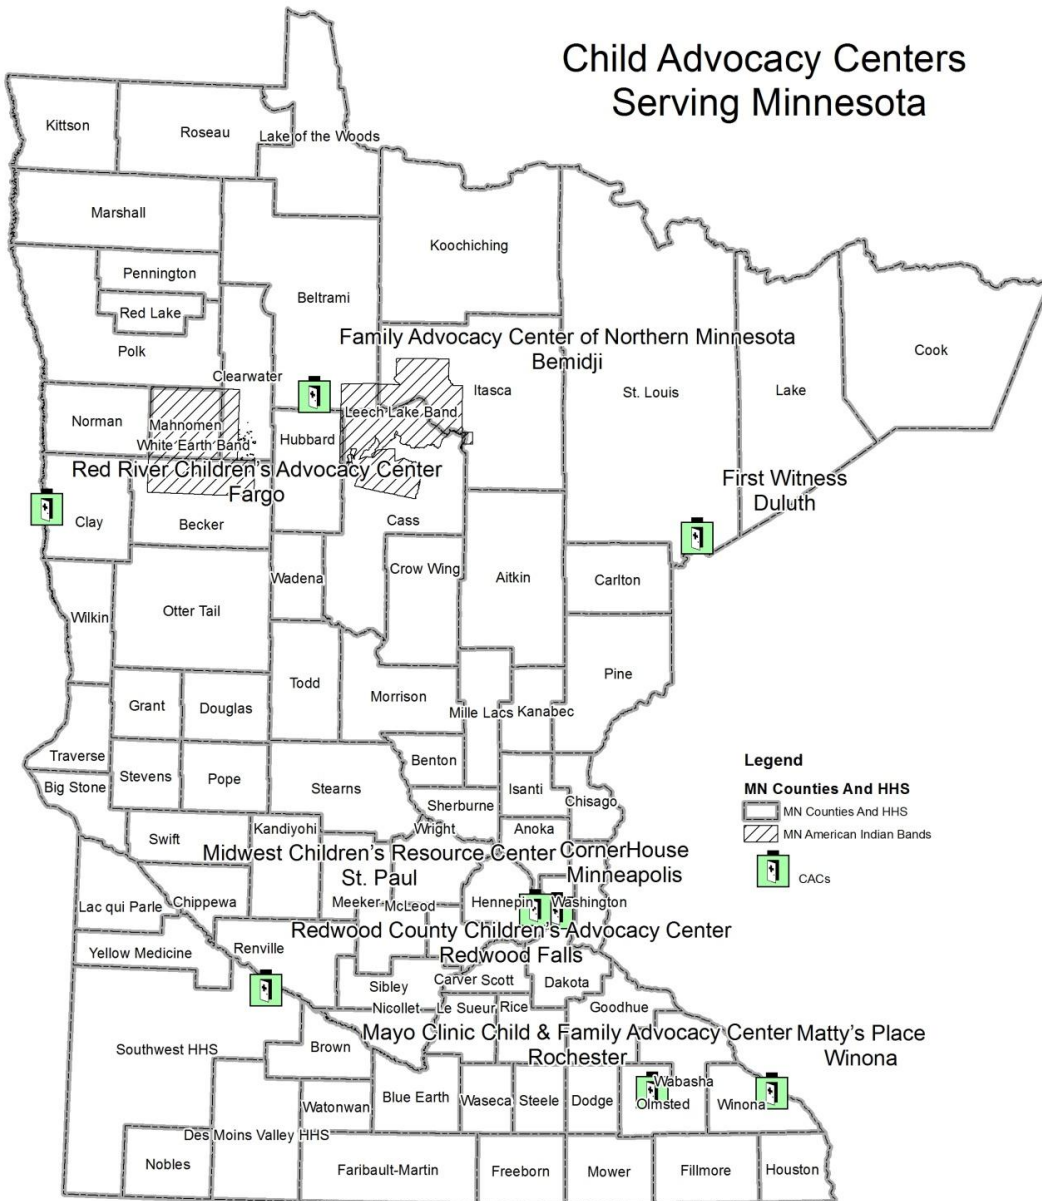 Child Advocacy Centers
Serving Minnesota
Kittson
Roseau
Lake of the Woods
Marshall
Koochiching
Pennington
Beltrami
Red Lake
Polk
Family Advocacy Center of Northern Minnesota
Bemidji
Cook
Clearwater
Itasca
St. Louis
Lake
Norman
Mahnomen
White Earth Band
Hubbard
Leech Lake Band
Red River Children's Advocacy Center
Fargo
First Witness
Duluth
Clay
Becker
Cass
Wadena
Crow Wing
Aitkin
Carlton
Wilkin
Otter Tail
Pine
Todd
Morrison
Grant
Douglas
Mille Lacs
Kanabec
Traverse
Benton
Stevens
Pope
Big Stone
Stearns
Isanti
Chisago
Sherburne
Swift
Kandiyohi
Wright
Anoka
Legend
MN Counties And HHS
MN Counties And HHS
MN American Indian Bands
CACs
Midwest Children's Resource Center
St. Paul
CornerHouse
Minneapolis
Lac qui Parle
Chippewa
Meeker
McLeod
Hennepin
Washington
Redwood County Children's Advocacy Center
Redwood Falls
Yellow Medicine
Renville
Sibley
Carver
Scott
Dakota
Nicollet
Le Sueur
Rice
Goodhue
Mayo Clinic Child & Family Advocacy Center
Rochester
Matty's Place
Winona
Southwest HHS
Brown
Wabasha
Watonwan
Blue Earth
Waseca
Steele
Dodge
Olmsted
Winona
Des Moins Valley HHS
Nobles
Faribault-Martin
Freeborn
Mower
Fillmore
Houston